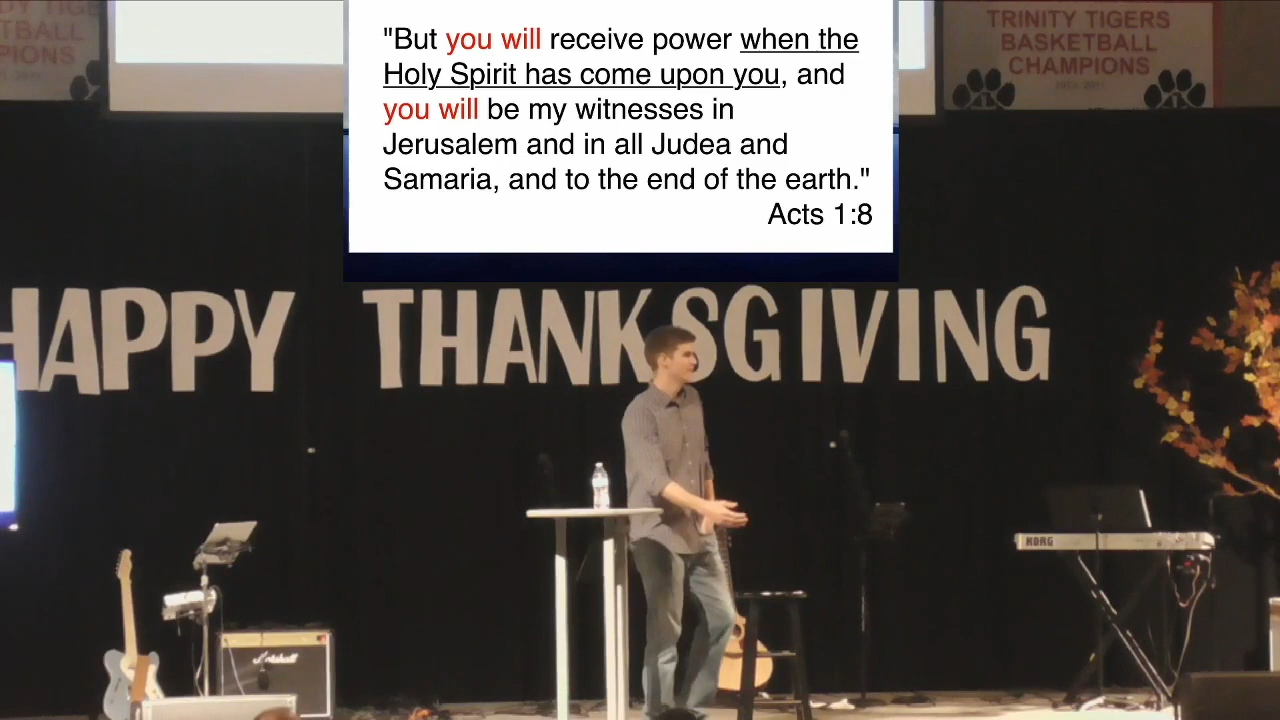 "But you will receive power when the
Holy Spirit has come upon you, and
you will be my witnesses in
Jerusalem and in all Judea and
Samaria, and to the end of the earth."
Acts 1:8
TRINITY TIGERS
BASKETBALL
CHAMPIONS
HAPPY THANKSGIVING
KORG
Marshall